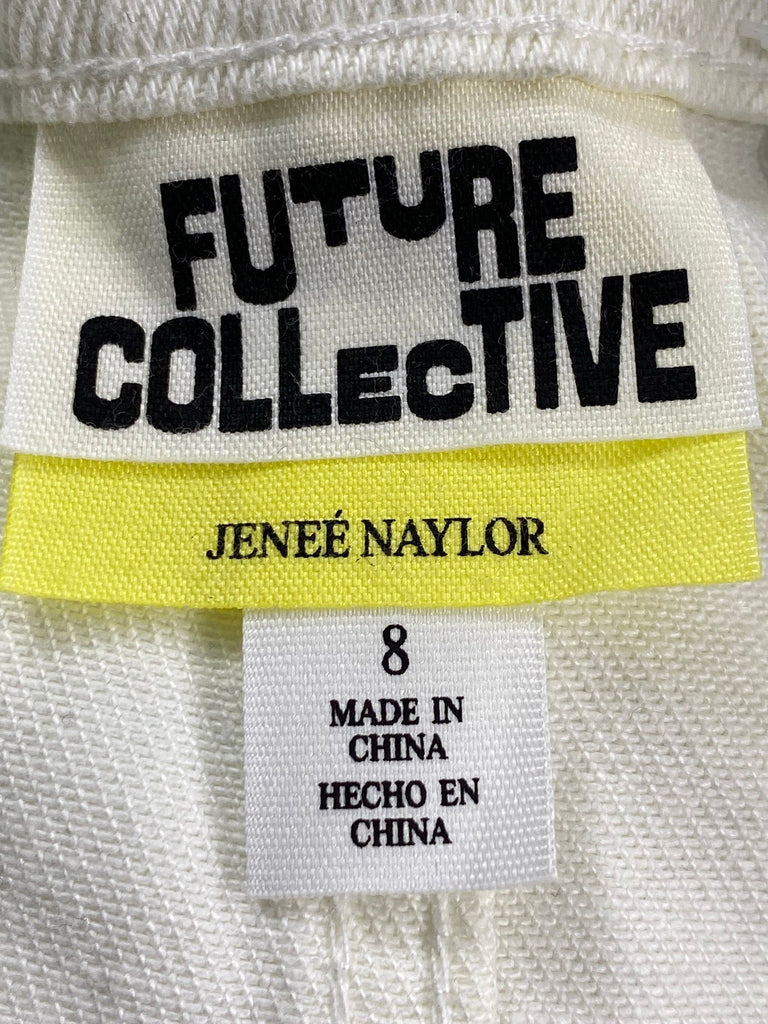 FUTURE
COLLECTIVE
JENEÉ NAYLOR
8
MADE IN
CHINA
HECHO EN
CHINA